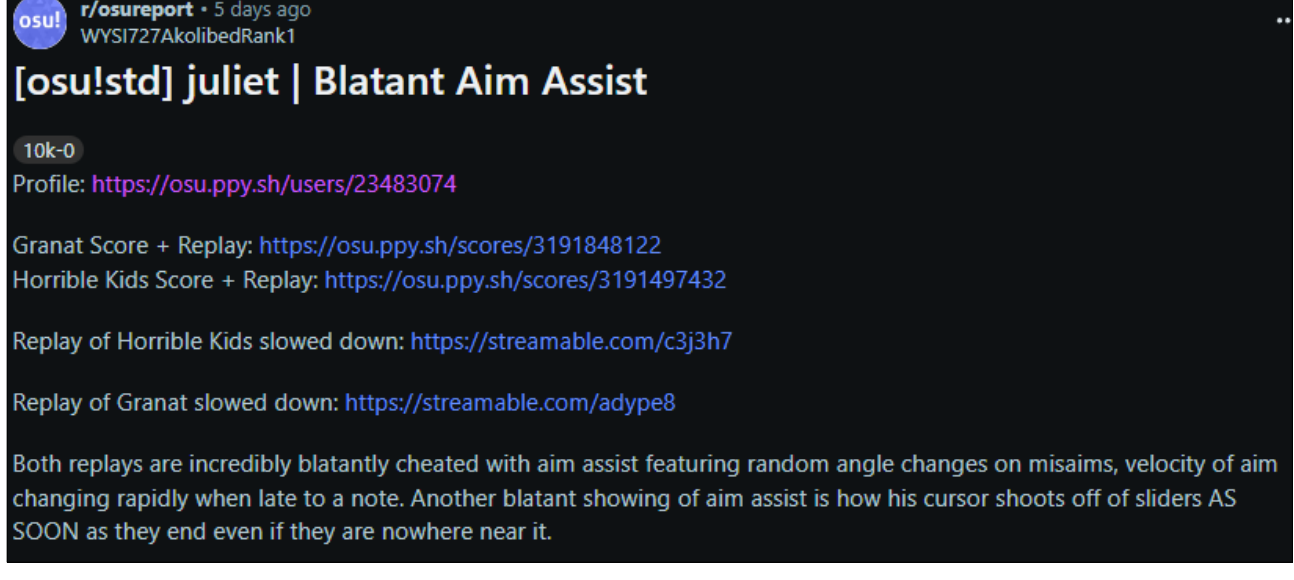 osu!
r/osureport • 5 days ago
WYSI727AkolibedRank1
[osu!std] juliet | Blatant Aim Assist
10k-0
Profile: https://osu.ppy.sh/users/23483074
Granat Score + Replay: https://osu.ppy.sh/scores/3191848122
Horrible Kids Score + Replay: https://osu.ppy.sh/scores/3191497432
Replay of Horrible Kids slowed down: https://streamable.com/c3j3h7
Replay of Granat slowed down: https://streamable.com/adype8
Both replays are incredibly blatantly cheated with aim assist featuring random angle changes on misaims, velocity of aim
changing rapidly when late to a note. Another blatant showing of aim assist is how his cursor shoots off of sliders AS
SOON as they end even if they are nowhere near it.